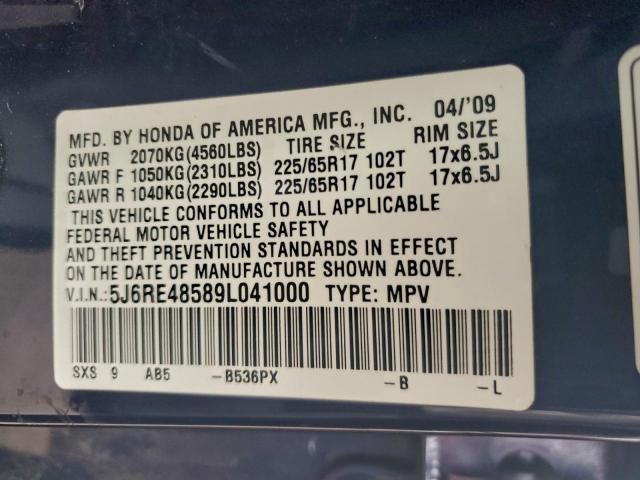 MFD. BY HONDA OF AMERICA MFG., INC. 04/'09
GVWR 2070KG(4560LBS) TIRE SIZE RIM SIZE
GAWR F 1050KG(2310LBS) 225/65R17 102T 17x6.5J
GAWR R 1040KG(2290LBS) 225/65R17 102T 17x6.5J
THIS VEHICLE CONFORMS TO ALL APPLICABLE
FEDERAL MOTOR VEHICLE SAFETY
AND THEFT PREVENTION STANDARDS IN EFFECT
ON THE DATE OF MANUFACTURE SHOWN ABOVE.
V.I.N.:5J6RE48589L041000 TYPE: MPV
SXS 9 AB5 -B536PX -B -L